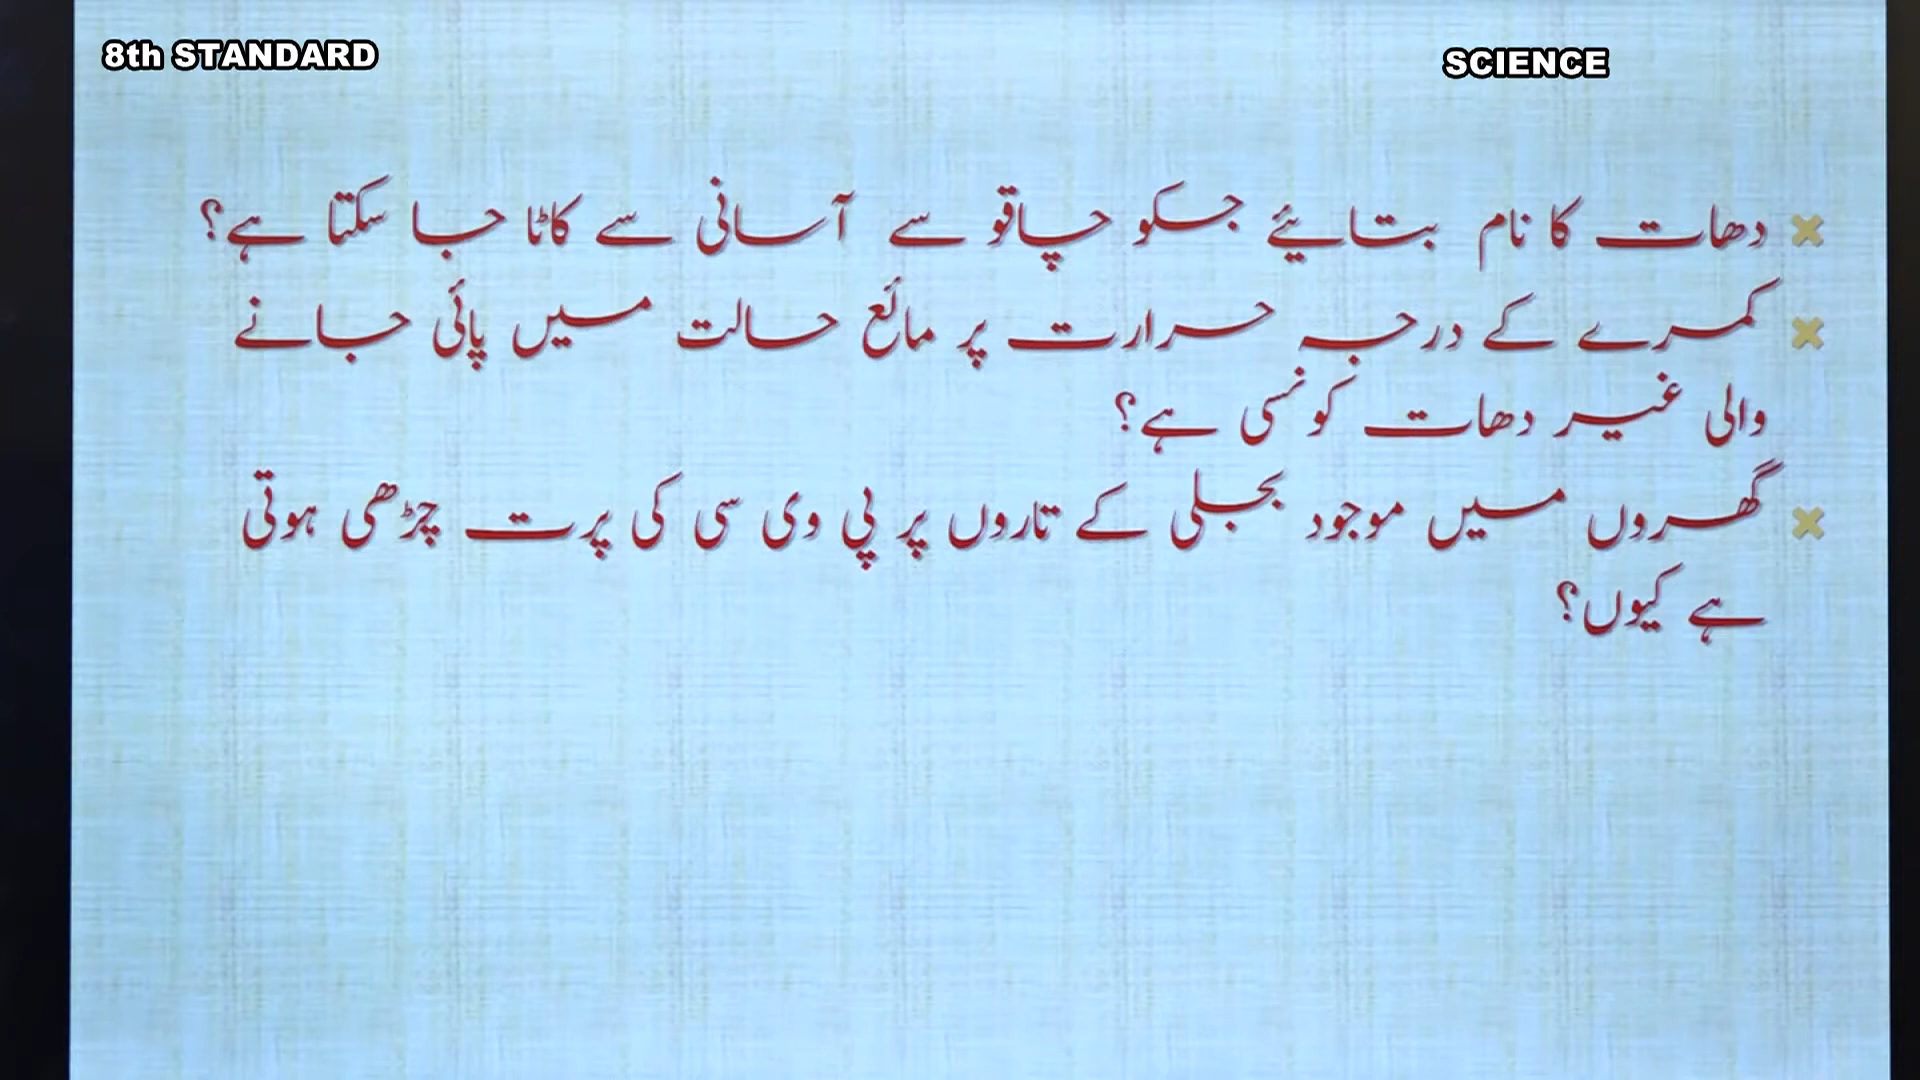 8th STANDARD
SCIENCE
دھات کا نام بتایئے جسکو چاقو سے آسانی سے کاٹا جا سکتا ہے؟
کمرے کے درجہ حرارت پر مائع حالت میں پائی جانے
والی غیر دھات کونسی ہے؟
گھروں میں موجود بجلی کے تاروں پر پی وی سی کی پرت چڑھی ہوتی
ہے کیوں؟